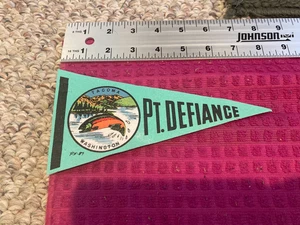 1 2 3 4 5 6 7 8 9
JOHNSON
TACOMA
PT. DEFIANCE
WASHINGTON